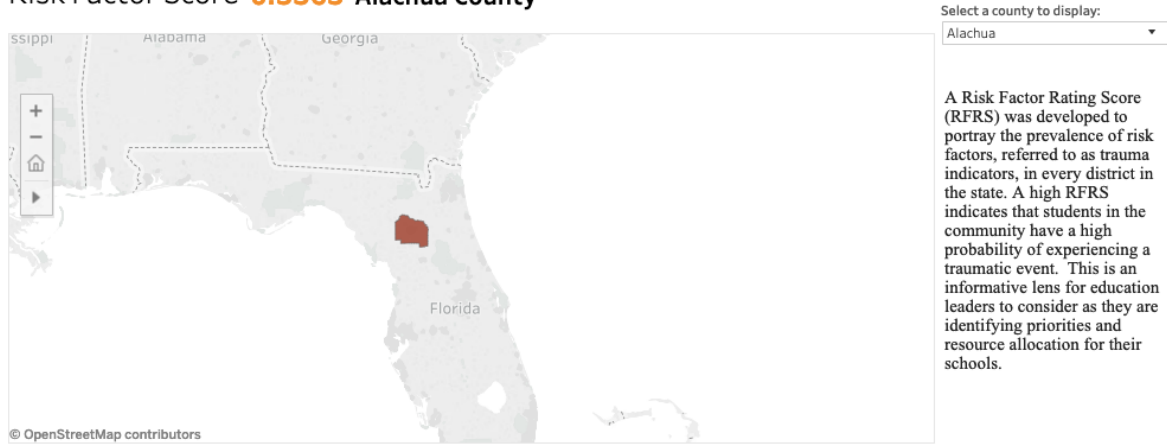 Risk Factor Score Alachua County
Select a county to display:
Alachua
ssippi
Alabama
Georgia
Florida
© OpenStreetMap contributors
A Risk Factor Rating Score
(RFRS) was developed to
portray the prevalence of risk
factors, referred to as trauma
indicators, in every district in
the state. A high RFRS
indicates that students in the
community have a high
probability of experiencing a
traumatic event.  This is an
informative lens for education
leaders to consider as they are
identifying priorities and
resource allocation for their
schools.